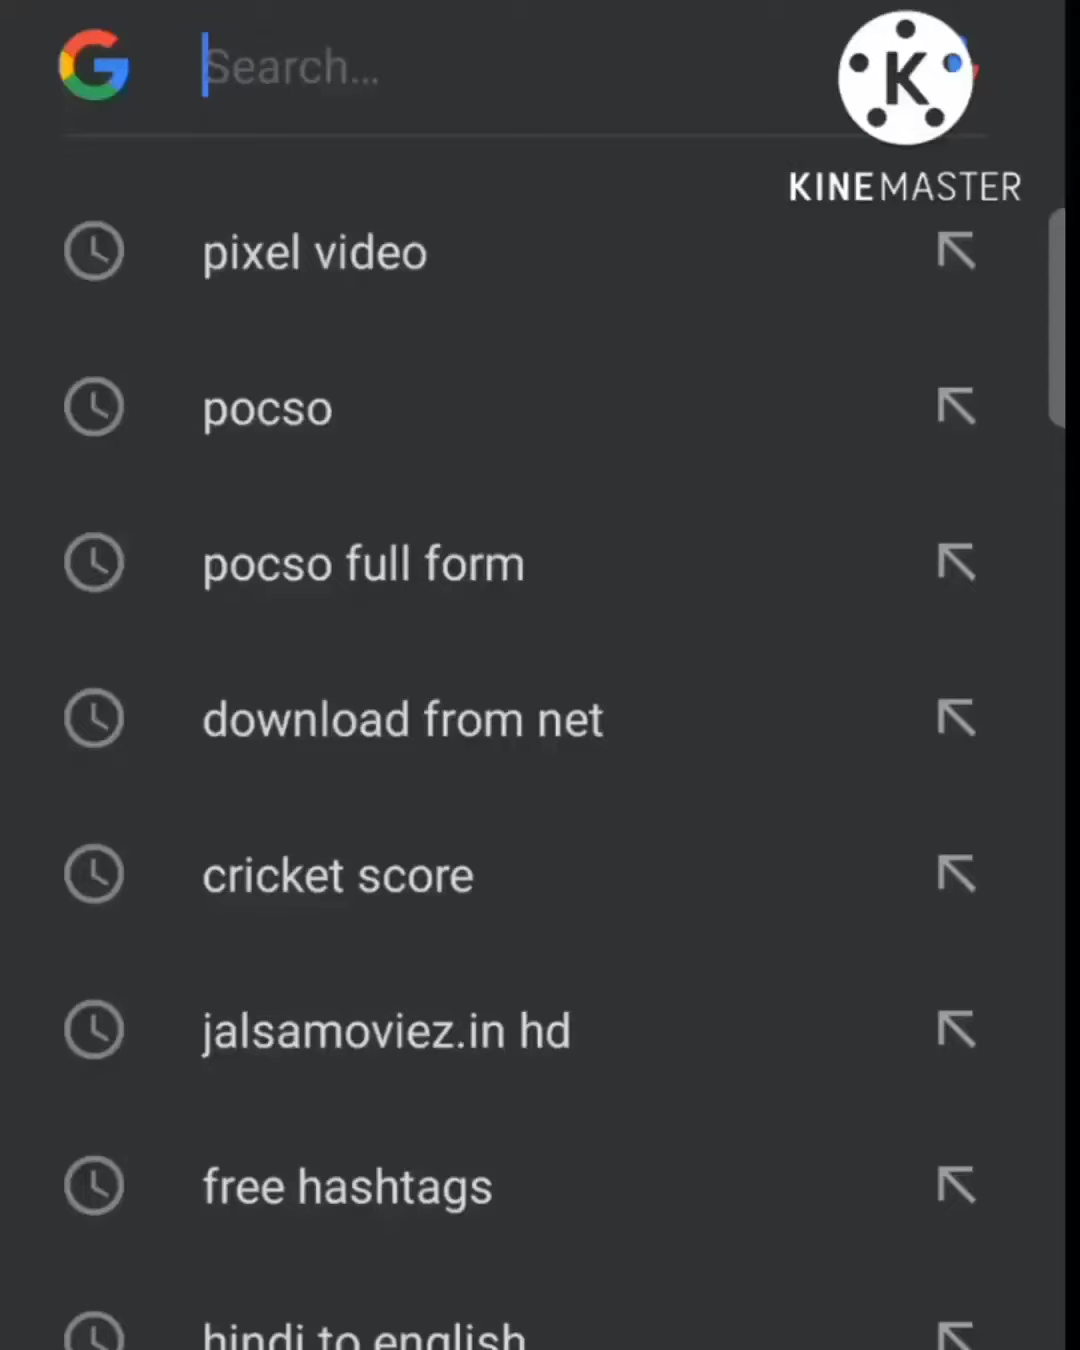 Search...
KINEMASTER
pixel video
pocso
pocso full form
download from net
cricket score
jalsamoviez.in hd
free hashtags
hindi to english